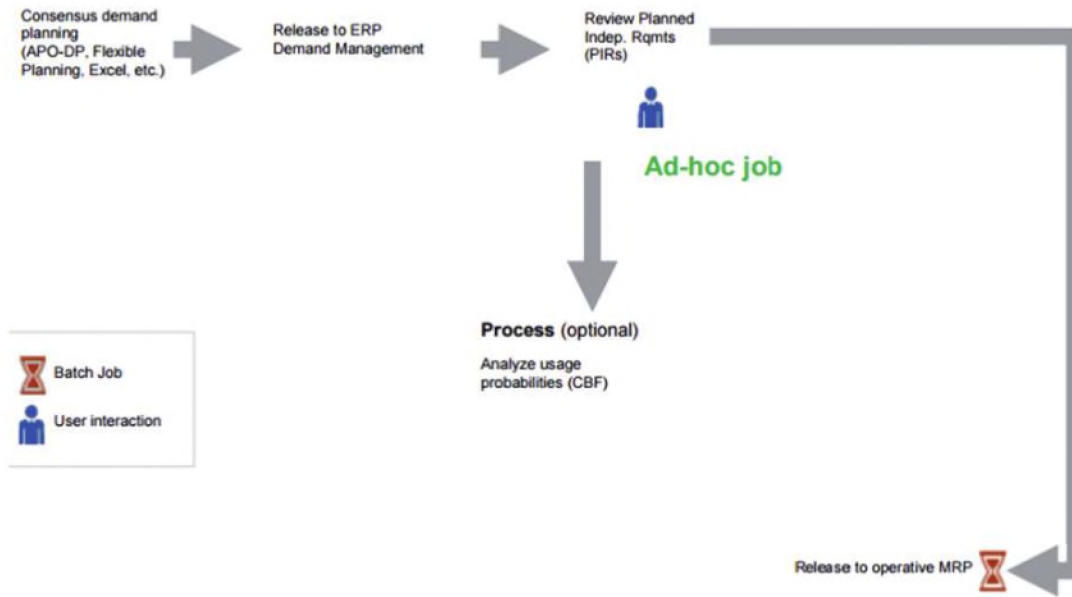 Consensus demand
planning
(APO-DP, Flexible
Planning, Excel, etc.)
Release to ERP
Demand Management
Review Planned
Indep. Rqmts
(PIRs)
Ad-hoc job
Process (optional)
Analyze usage
probabilities (CBF)
Batch Job
User interaction
Release to operative MRP